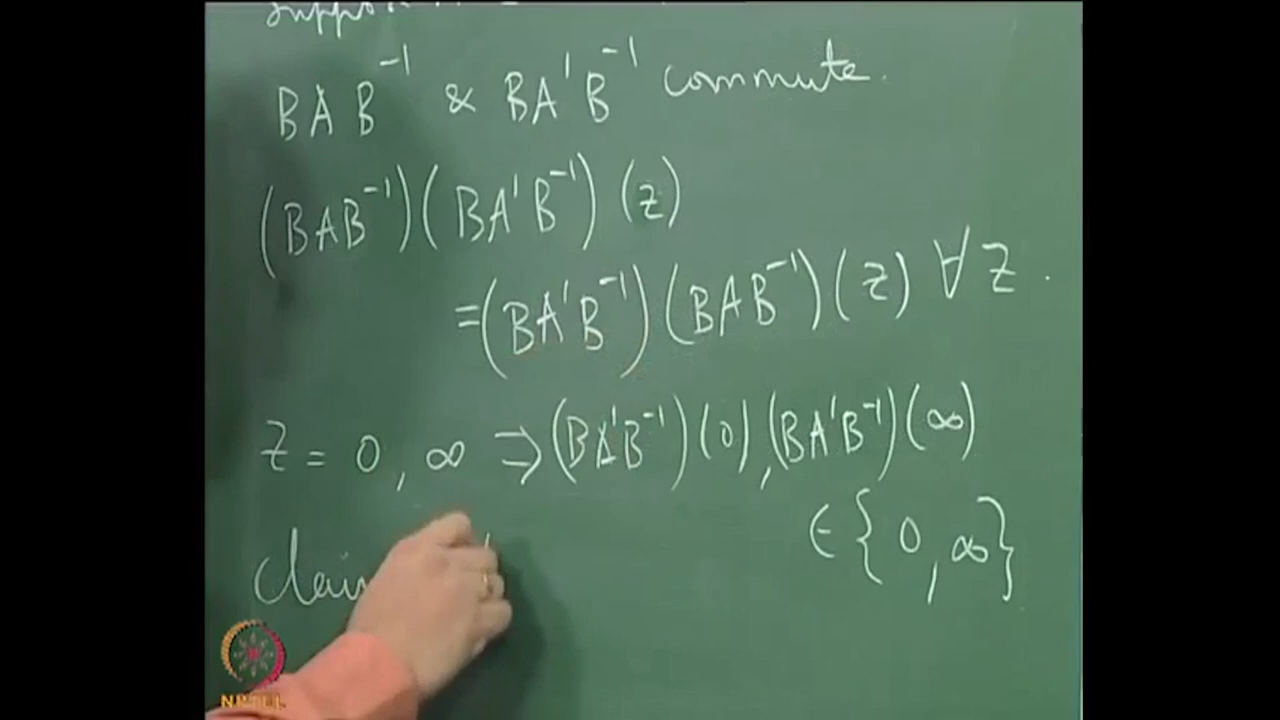 BAB⁻¹ & BA'B⁻¹ commute.
(BAB⁻¹)(BA'B⁻¹)(z)
=(BA'B⁻¹)(BAB⁻¹)(z) ∀ z.
z = 0, ∞ ⇒ (BA'B⁻¹)(0), (BA'B⁻¹)(∞)
∈ {0, ∞}
NPTEL